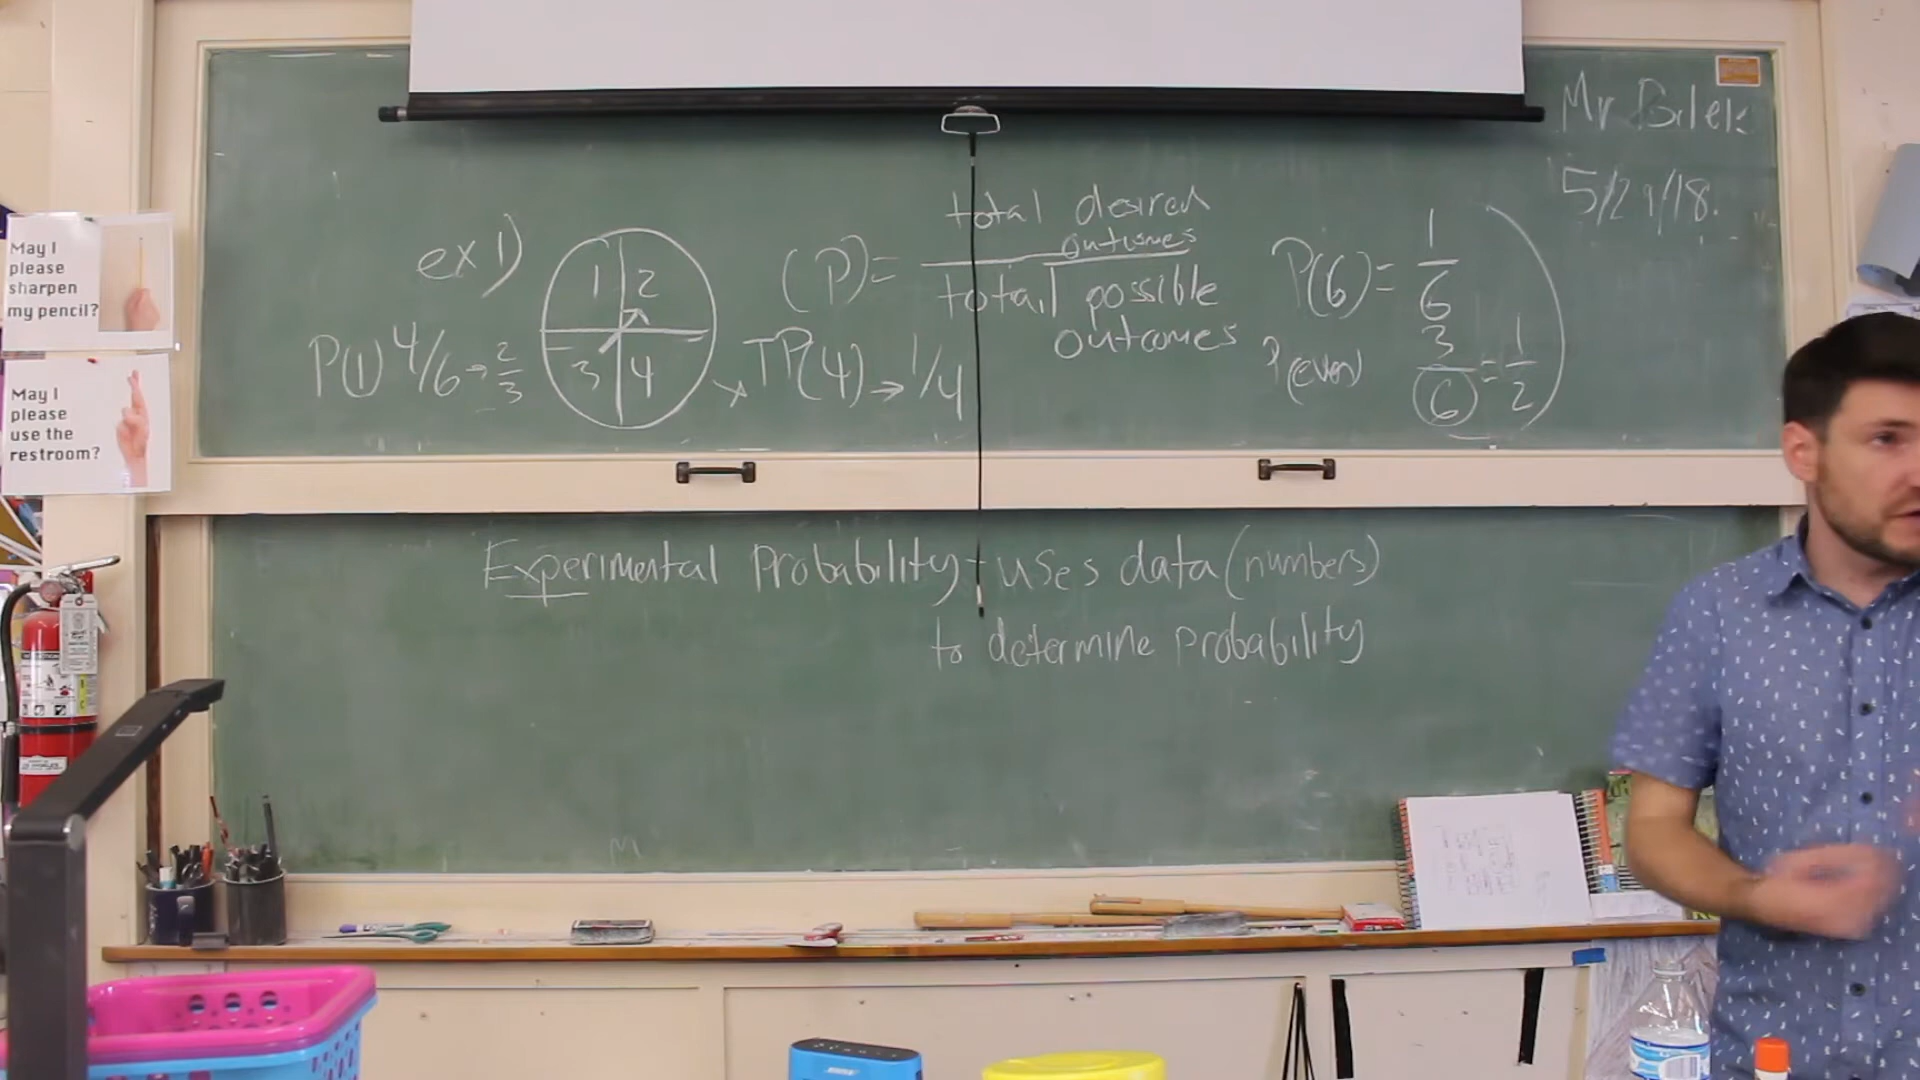 Mr Bilek
5/21/18.
ex 1)
1 2
3 4
(P) = total desired outcomes
total possible
outcomes
P(6) = 1/6
P(even) 3/6 = 1/2
P(1) 4/6 → 2/3
TP(4) → 1/4
Experimental Probability - uses data (numbers)
to determine probability
May I
please
sharpen
my pencil?
May I
please
use the
restroom?
BOSE